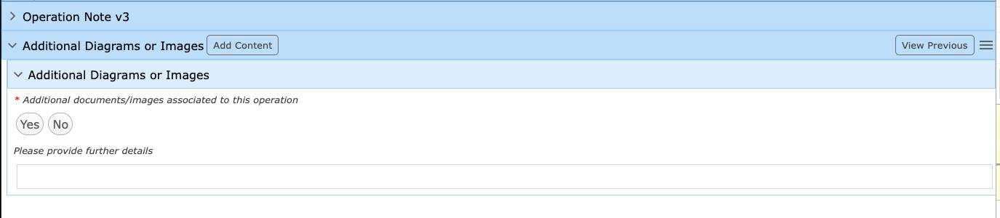 Operation Note v3
Additional Diagrams or Images Add Content View Previous
Additional Diagrams or Images
* Additional documents/images associated to this operation
Yes No
Please provide further details